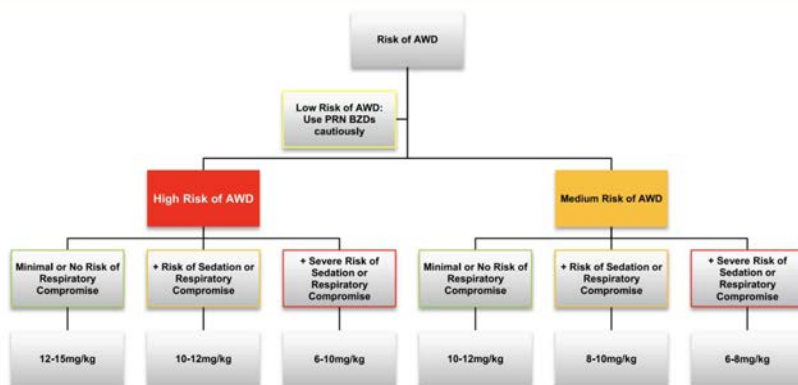 Risk of AWD
Low Risk of AWD:
Use PRN BZDs
cautiously
High Risk of AWD
Medium Risk of AWD
Minimal or No Risk of
Respiratory
Compromise
+ Risk of Sedation or
Respiratory
Compromise
+ Severe Risk of
Sedation or
Respiratory
Compromise
Minimal or No Risk of
Respiratory
Compromise
+ Risk of Sedation or
Respiratory
Compromise
+ Severe Risk of
Sedation or
Respiratory
Compromise
12-15mg/kg
10-12mg/kg
6-10mg/kg
10-12mg/kg
8-10mg/kg
6-8mg/kg